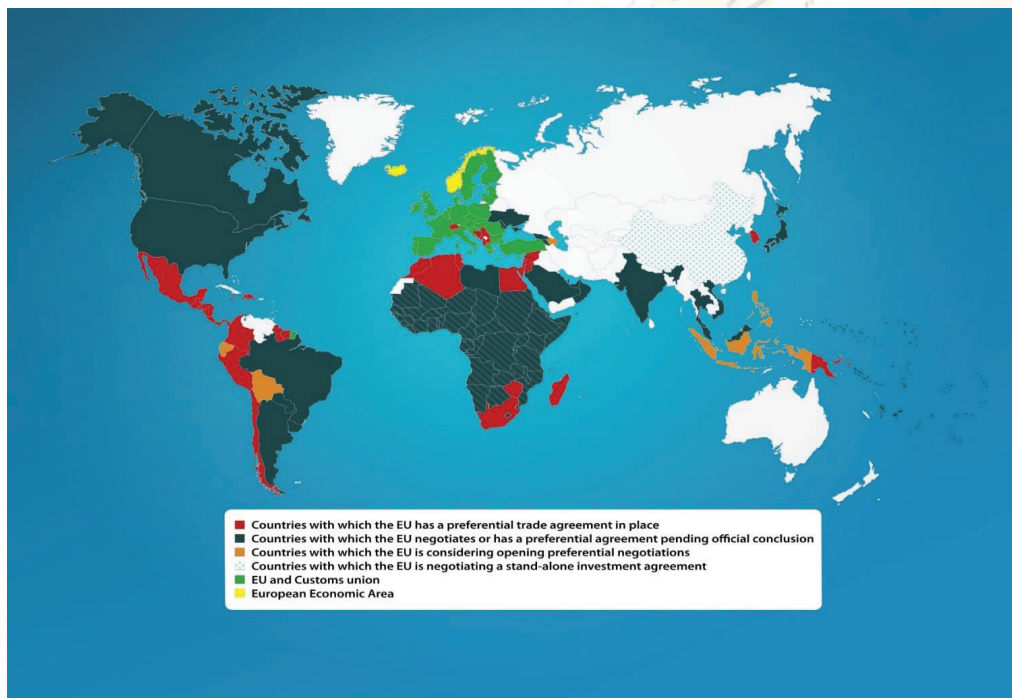 Countries with which the EU has a preferential trade agreement in place
Countries with which the EU negotiates or has a preferential agreement pending official conclusion
Countries with which the EU is considering opening preferential negotiations
Countries with which the EU is negotiating a stand-alone investment agreement
EU and Customs union
European Economic Area